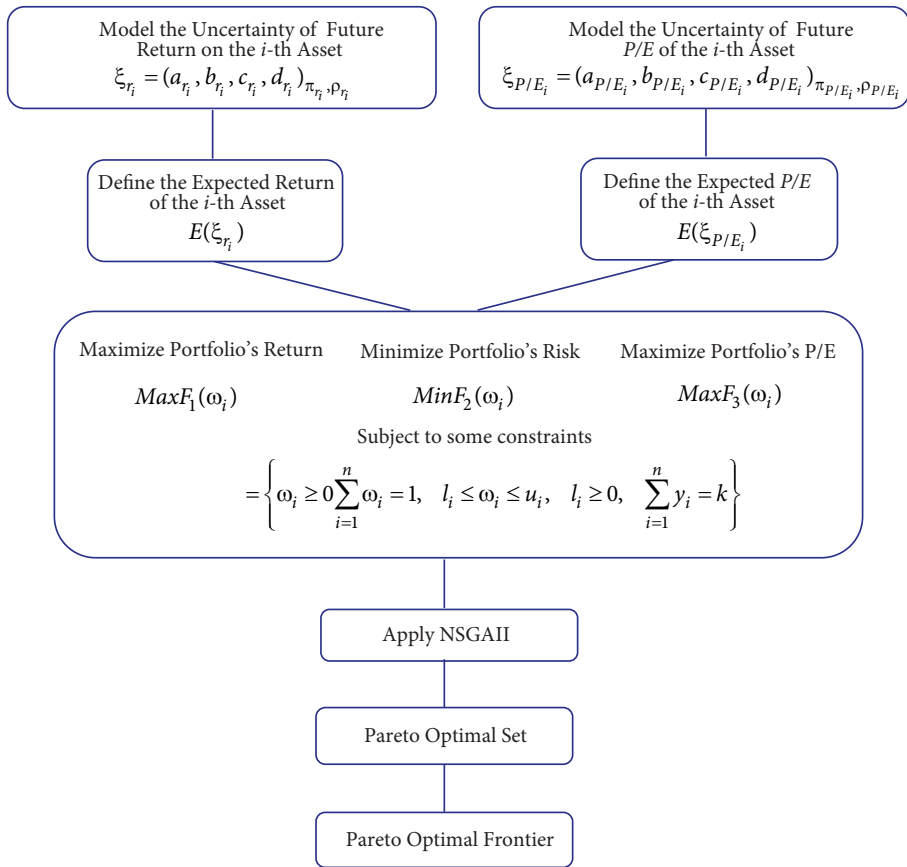 Model the Uncertainty of Future
Return on the i-th Asset
ξ_{r_i} = (a_{r_i}, b_{r_i}, c_{r_i}, d_{r_i})_{π_{r_i}, ρ_{r_i}}
Model the Uncertainty of Future
P/E of the i-th Asset
ξ_{P/E_i} = (a_{P/E_i}, b_{P/E_i}, c_{P/E_i}, d_{P/E_i})_{π_{P/E_i}, ρ_{P/E_i}}
Define the Expected Return
of the i-th Asset
E(ξ_{r_i})
Define the Expected P/E
of the i-th Asset
E(ξ_{P/E_i})
Maximize Portfolio's Return Minimize Portfolio's Risk Maximize Portfolio's P/E
MaxF_1(ω_i) MinF_2(ω_i) MaxF_3(ω_i)
Subject to some constraints
= {ω_i ≥ 0 ∑_{i=1}^{n} ω_i = 1, l_i ≤ ω_i ≤ u_i, l_i ≥ 0, ∑_{i=1}^{n} y_i = k}
Apply NSGAII
Pareto Optimal Set
Pareto Optimal Frontier